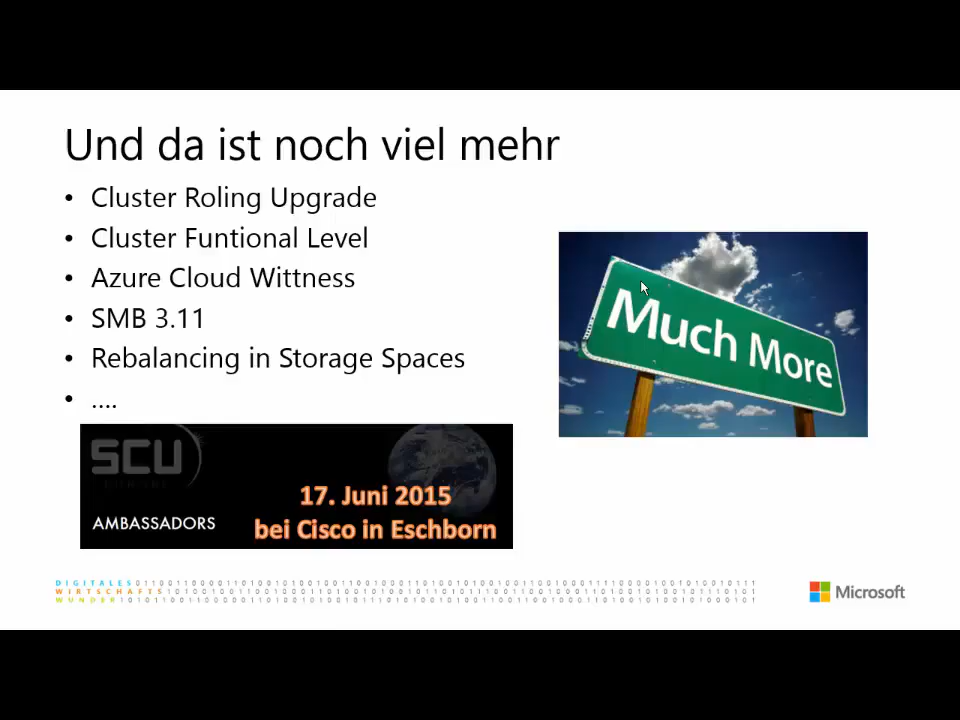 Und da ist noch viel mehr
• Cluster Roling Upgrade
• Cluster Funtional Level
• Azure Cloud Wittness
• SMB 3.11
• Rebalancing in Storage Spaces
• ....
Much More
SCU
EUROPE
AMBASSADORS
17. Juni 2015
bei Cisco in Eschborn
DIGITALES
WIRTSCHAFTS
WUNDER
Microsoft